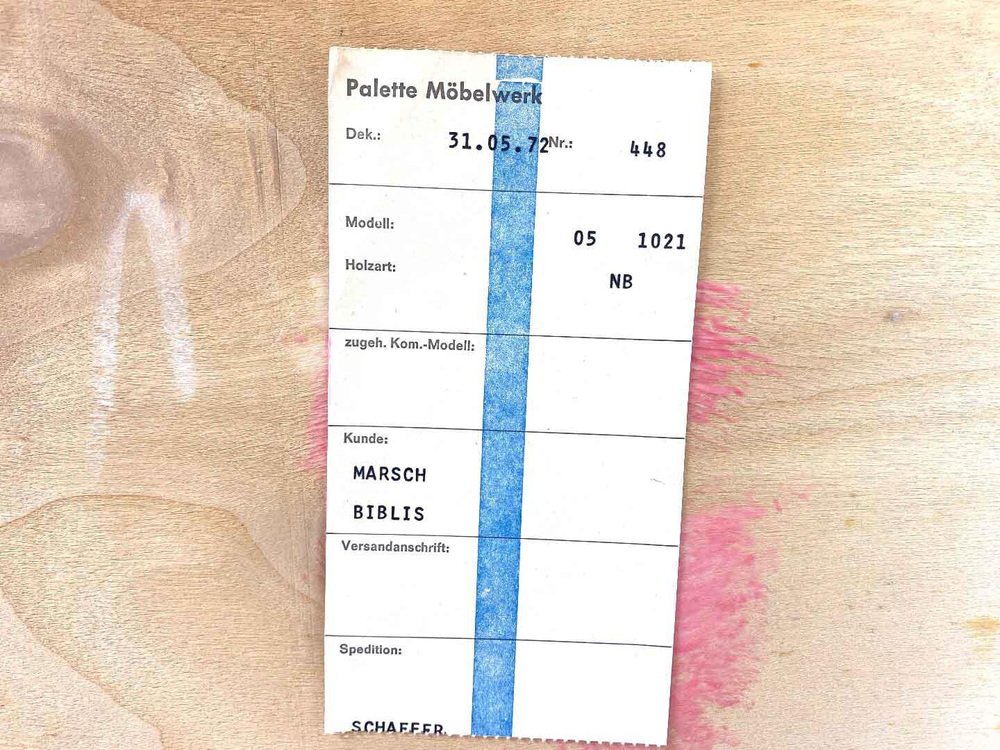 Palette Möbelwerk
Dek.: 31.05.72 Nr.: 448
Modell: 05 1021
Holzart: NB
zugeh. Kom.-Modell:
Kunde:
MARSCH
BIBLIS
Versandanschrift:
Spedition:
SCHAEFER